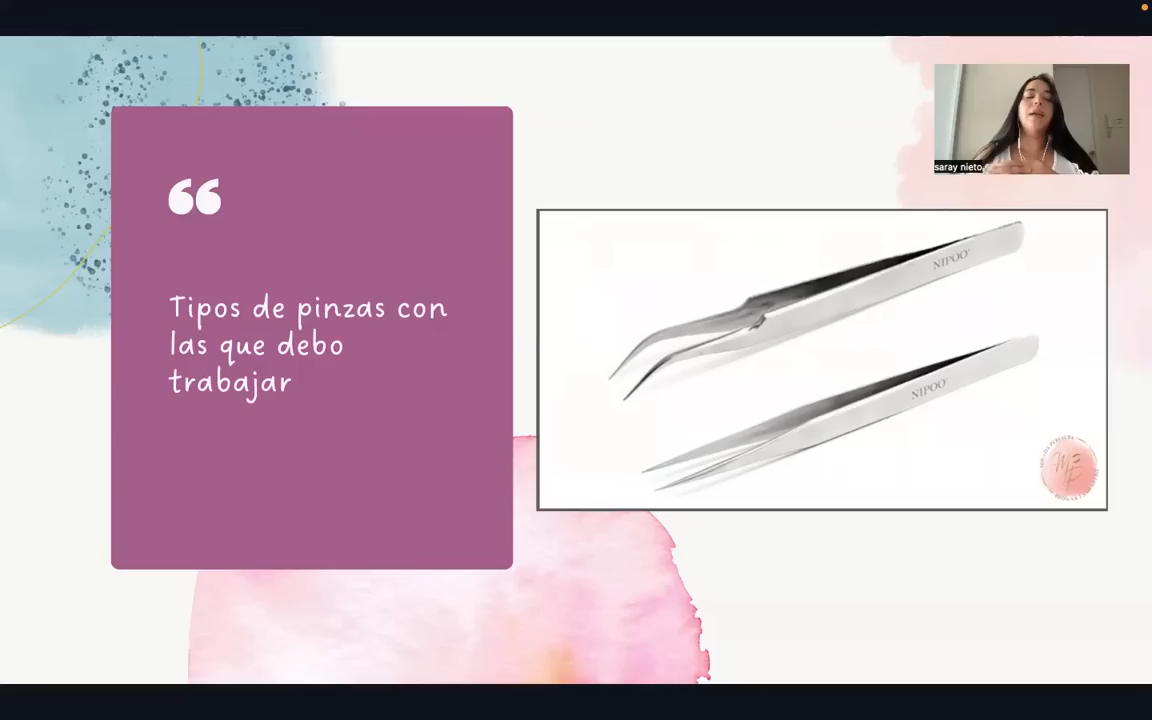 saray nieto
Tipos de pinzas con
las que debo
trabajar
NIPOO
NIPOO